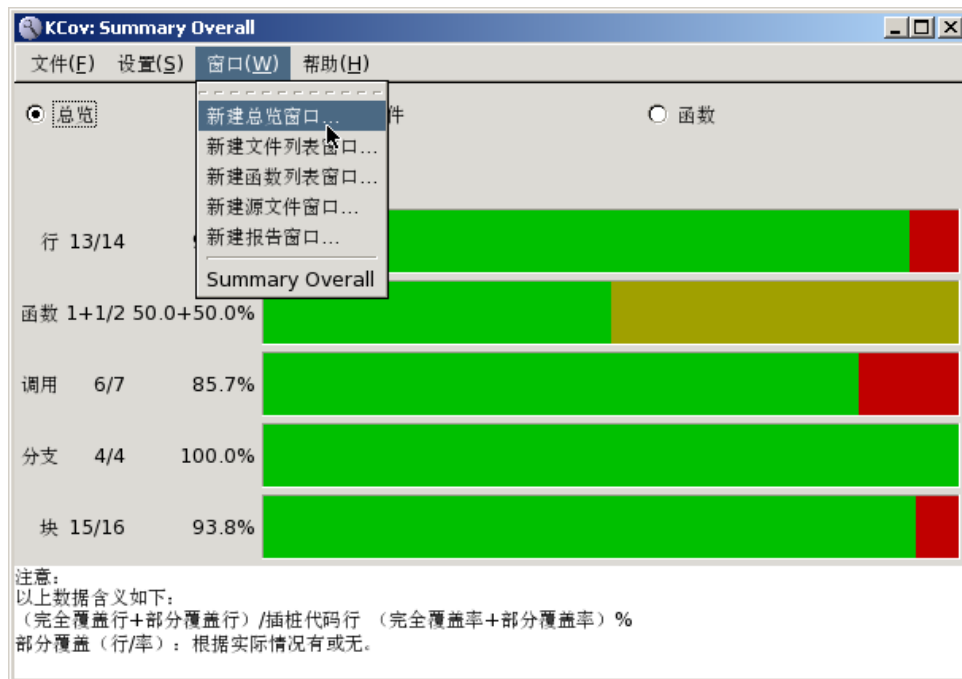 KCov: Summary Overall
文件(F) 设置(S) 窗口(W) 帮助(H)
总览 件 函数
新建总览窗口...
新建文件列表窗口...
新建函数列表窗口...
新建源文件窗口...
新建报告窗口...
Summary Overall
行 13/14
函数 1+1/2 50.0+50.0%
调用 6/7 85.7%
分支 4/4 100.0%
块 15/16 93.8%
注意:
以上数据含义如下:
（完全覆盖行+部分覆盖行）/插桩代码行 （完全覆盖率+部分覆盖率）%
部分覆盖（行/率）: 根据实际情况有或无。